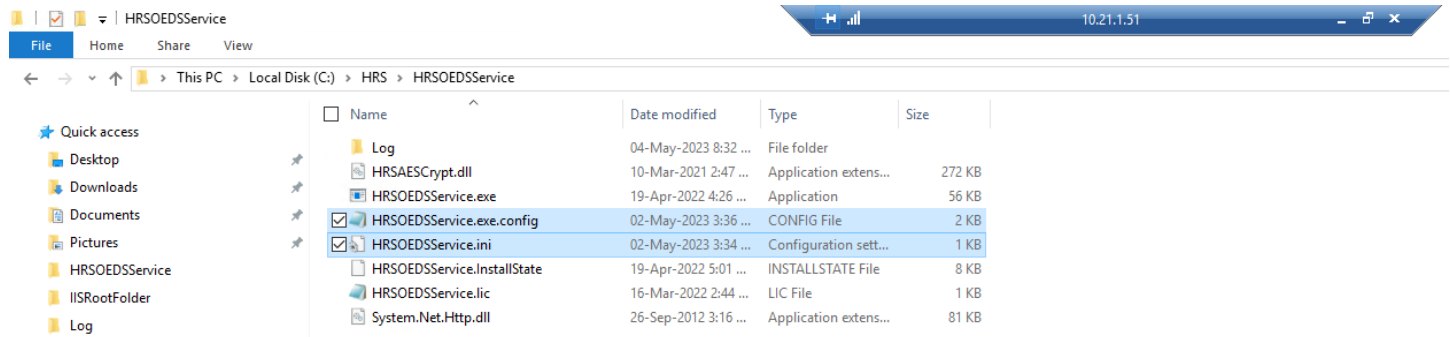 HRSOEDSService
10.21.1.51
File Home Share View
This PC > Local Disk (C:) > HRS > HRSOEDSService
Name Date modified Type Size
Quick access
Desktop
Downloads
Documents
Pictures
HRSOEDSService
IISRootFolder
Log
Log 04-May-2023 8:32 ... File folder
HRSAESCrypt.dll 10-Mar-2021 2:47 ... Application extens... 272 KB
HRSOEDSService.exe 19-Apr-2022 4:26 ... Application 56 KB
HRSOEDSService.exe.config 02-May-2023 3:36 ... CONFIG File 2 KB
HRSOEDSService.ini 02-May-2023 3:34 ... Configuration sett... 1 KB
HRSOEDSService.InstallState 19-Apr-2022 5:01 ... INSTALLSTATE File 8 KB
HRSOEDSService.lic 16-Mar-2022 2:44 ... LIC File 1 KB
System.Net.Http.dll 26-Sep-2012 3:16 ... Application extens... 81 KB